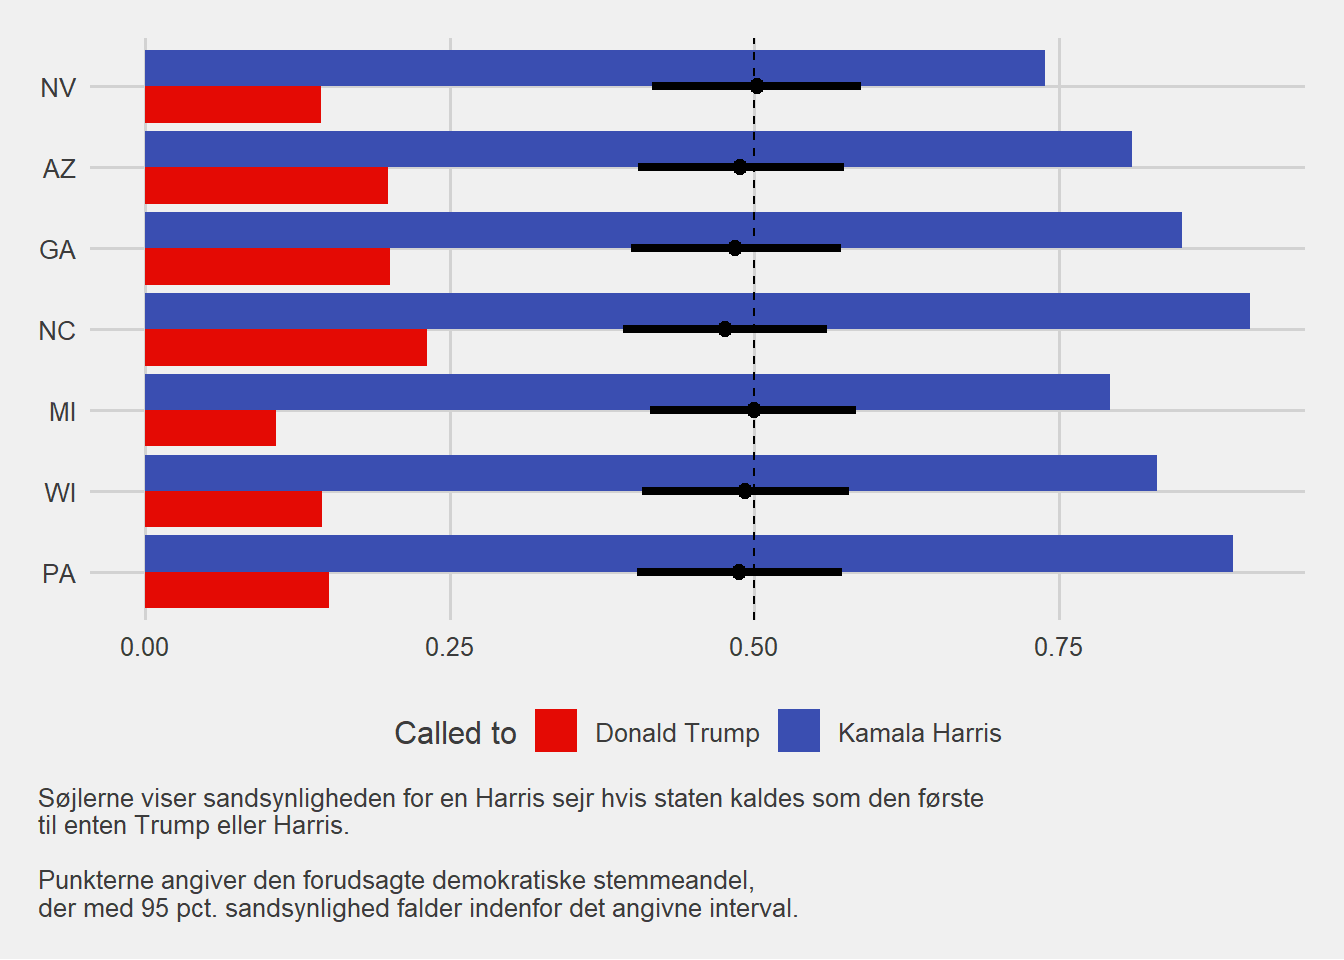 NV
AZ
GA
NC
MI
WI
PA
0.00 0.25 0.50 0.75
Called to Donald Trump Kamala Harris
Søjlerne viser sandsynligheden for en Harris sejr hvis staten kaldes som den første
til enten Trump eller Harris.
Punkterne angiver den forudsagte demokratiske stemmeandel,
der med 95 pct. sandsynlighed falder indenfor det angivne interval.